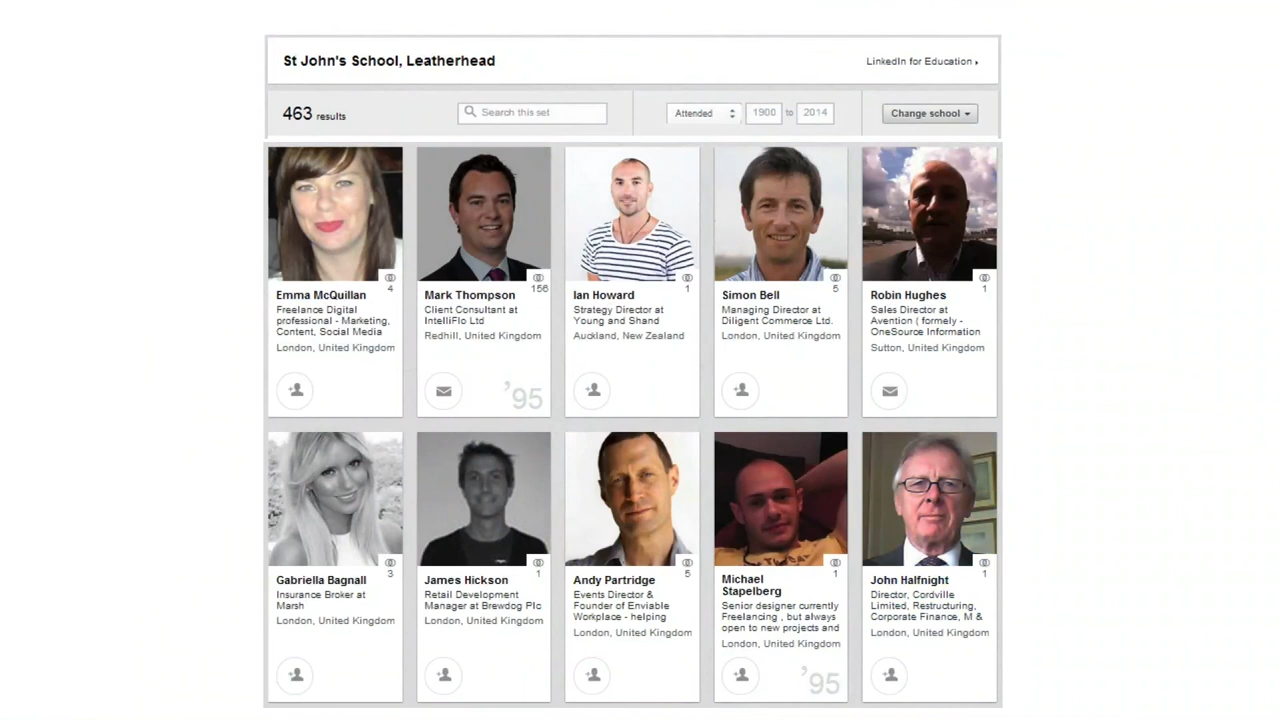 St John's School, Leatherhead
LinkedIn for Education
463 results
Search this set
Attended
1900 to 2014
Change school
4
Emma McQuillan
Freelance Digital
professional - Marketing,
Content, Social Media
London, United Kingdom
156
Mark Thompson
Client Consultant at
IntelliFlo Ltd
Redhill, United Kingdom
'95
1
Ian Howard
Strategy Director at
Young and Shand
Auckland, New Zealand
5
Simon Bell
Managing Director at
Diligent Commerce Ltd.
London, United Kingdom
1
Robin Hughes
Sales Director at
Avention ( formely -
OneSource Information
Sutton, United Kingdom
3
Gabriella Bagnall
Insurance Broker at
Marsh
London, United Kingdom
1
James Hickson
Retail Development
Manager at Brewdog Plc
London, United Kingdom
5
Andy Partridge
Events Director &
Founder of Enviable
Workplace - helping
London, United Kingdom
1
Michael
Stapelberg
Senior designer currently
Freelancing , but always
open to new projects and
London, United Kingdom
'95
1
John Halfnight
Director, Cordville
Limited, Restructuring,
Corporate Finance, M &
London, United Kingdom